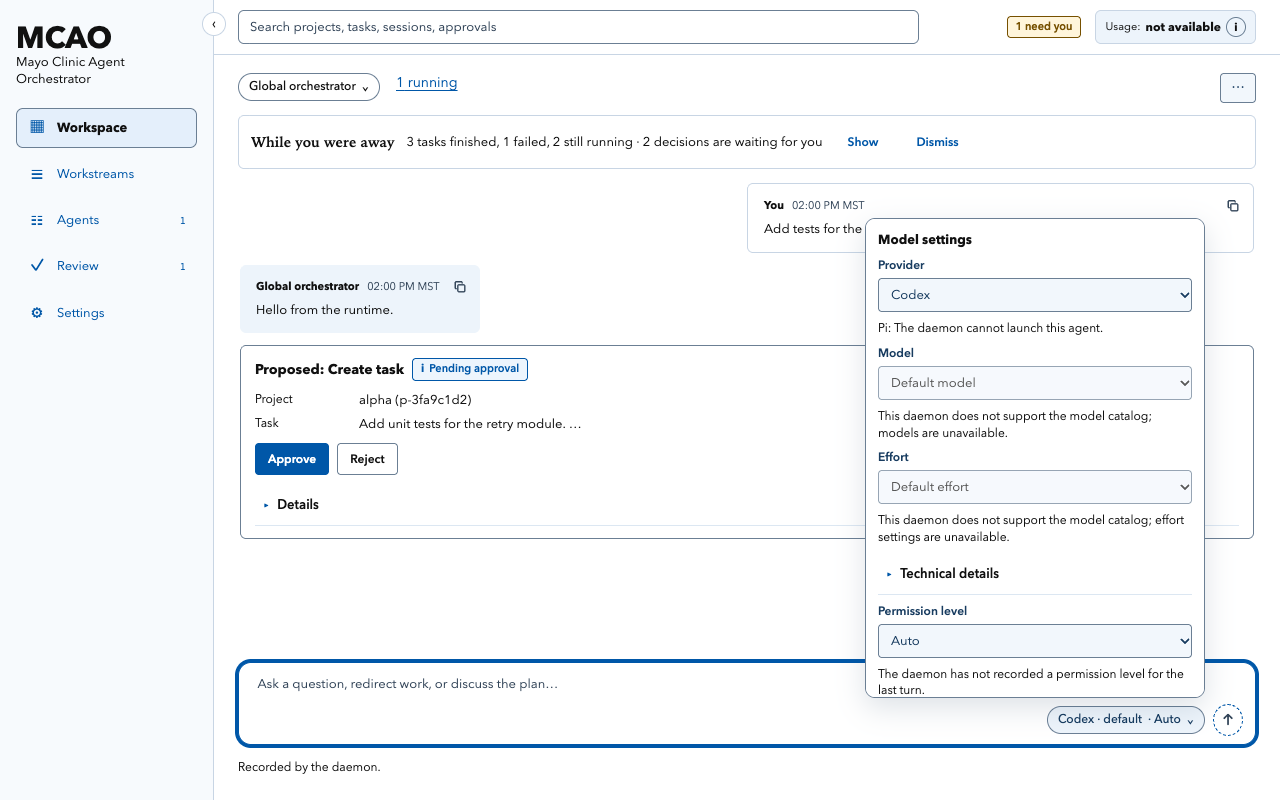 MCAO
Mayo Clinic Agent
Orchestrator
Workspace
Workstreams
Agents 1
Review 1
Settings
Search projects, tasks, sessions, approvals
1 need you
Usage: not available i
Global orchestrator
1 running
...
While you were away 3 tasks finished, 1 failed, 2 still running · 2 decisions are waiting for you Show Dismiss
You 02:00 PM MST
Add tests for the
Global orchestrator 02:00 PM MST
Hello from the runtime.
Proposed: Create task i Pending approval
Project alpha (p-3fa9c1d2)
Task Add unit tests for the retry module. …
Approve Reject
Details
Model settings
Provider
Codex
Pi: The daemon cannot launch this agent.
Model
Default model
This daemon does not support the model catalog;
models are unavailable.
Effort
Default effort
This daemon does not support the model catalog; effort
settings are unavailable.
Technical details
Permission level
Auto
The daemon has not recorded a permission level for the
last turn.
Ask a question, redirect work, or discuss the plan…
Codex · default · Auto
Recorded by the daemon.